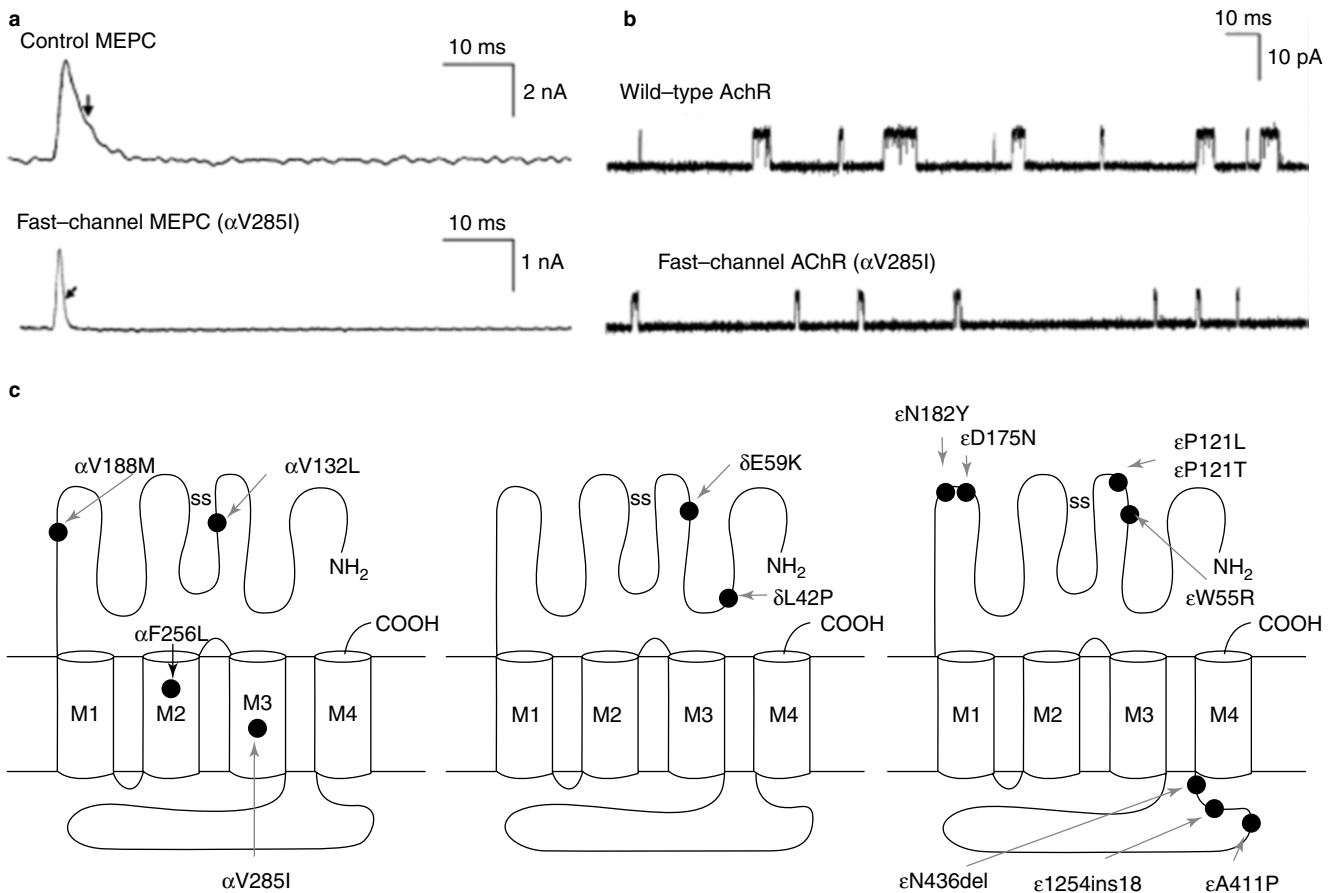 a
Control MEPC
10 ms
2 nA
Fast–channel MEPC (αV285I)
10 ms
1 nA
b
10 ms
10 pA
Wild–type AchR
Fast–channel AChR (αV285I)
c
αV188M
αV132L
ss
NH2
αF256L
COOH
M1
M2
M3
M4
αV285I
δE59K
ss
NH2
δL42P
COOH
M1
M2
M3
M4
εN182Y
εD175N
εP121L
εP121T
ss
NH2
εW55R
COOH
M1
M2
M3
M4
εN436del
ε1254ins18
εA411P